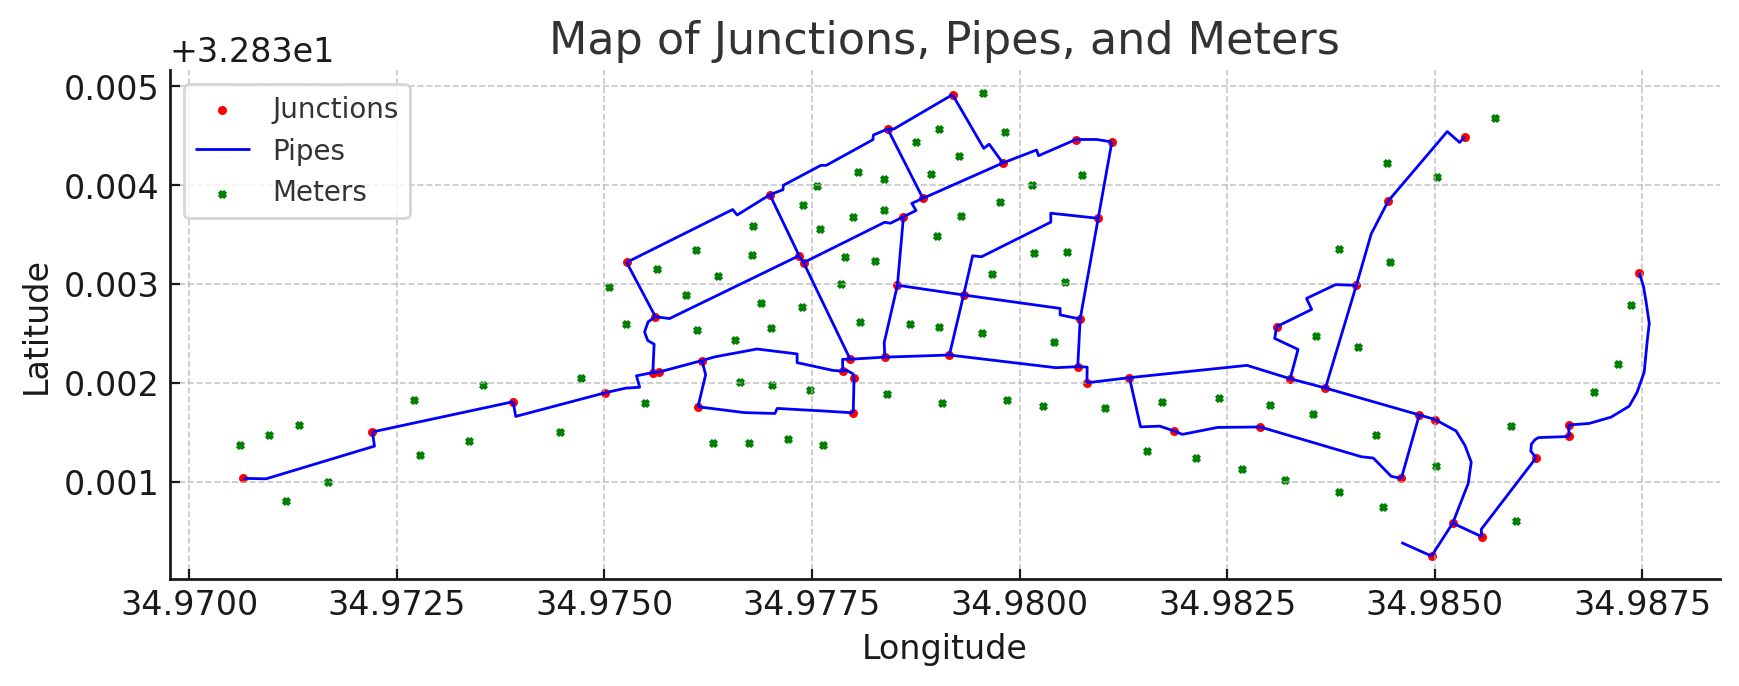 Map of Junctions, Pipes, and Meters
+3.283e1
Junctions
Pipes
Meters
0.005
0.004
0.003
0.002
0.001
Latitude
34.9700 34.9725 34.9750 34.9775 34.9800 34.9825 34.9850 34.9875
Longitude